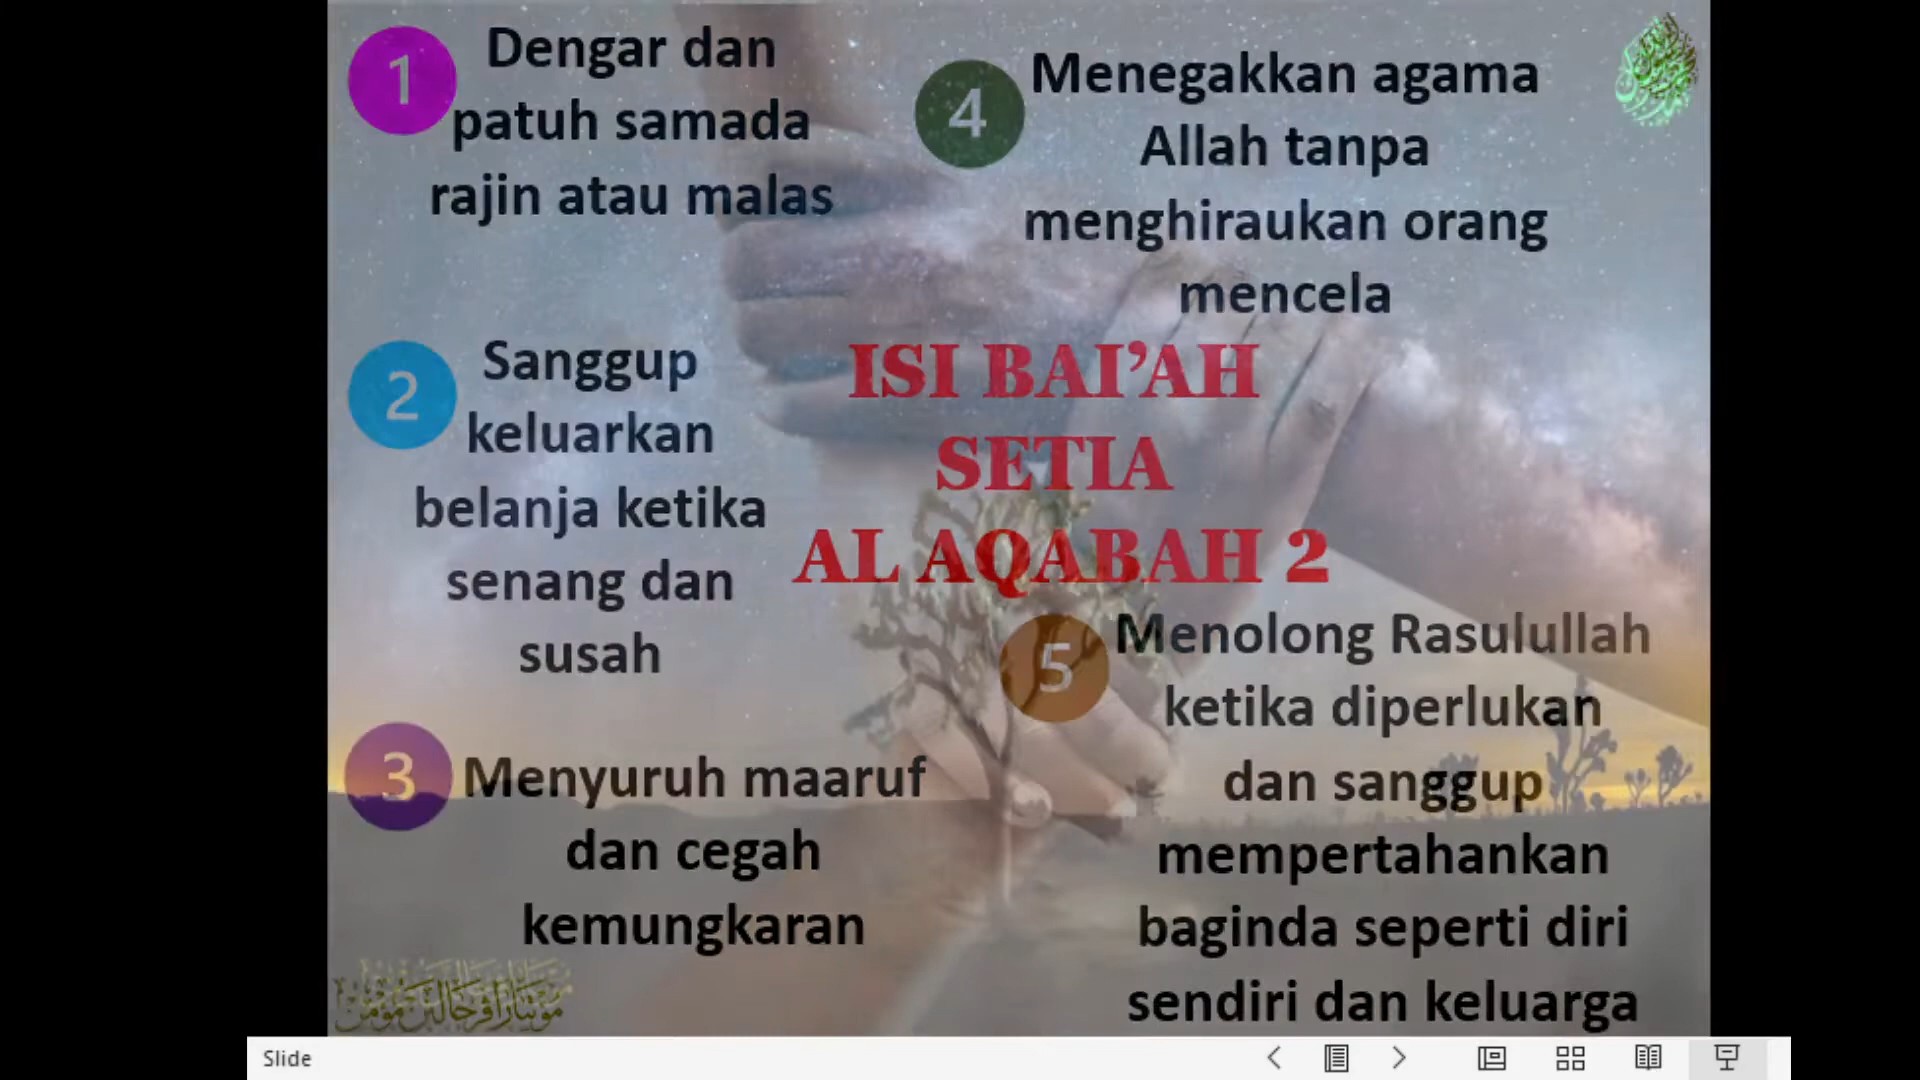 1
Dengar dan
patuh samada
rajin atau malas
2
Sanggup
keluarkan
belanja ketika
senang dan
susah
3
Menyuruh maaruf
dan cegah
kemungkaran
4
Menegakkan agama
Allah tanpa
menghiraukan orang
mencela
ISI BAI’AH
SETIA
AL AQABAH 2
5
Menolong Rasulullah
ketika diperlukan
dan sanggup
mempertahankan
baginda seperti diri
sendiri dan keluarga
Slide